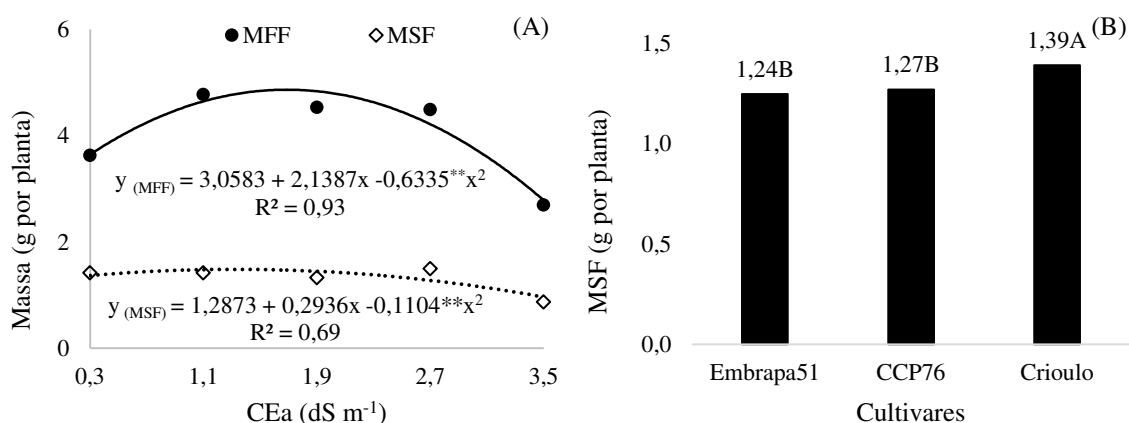 (A)
MFF MSF
6
4
2
0
Massa (g por planta)
y (MFF) = 3,0583 + 2,1387x -0,6335**x²
R² = 0,93
y (MSF) = 1,2873 + 0,2936x -0,1104**x²
R² = 0,69
0,3 1,1 1,9 2,7 3,5
CEa (dS m⁻¹)
(B)
1,5
1,0
0,5
0,0
MSF (g por planta)
1,24B 1,27B 1,39A
Embrapa51 CCP76 Crioulo
Cultivares